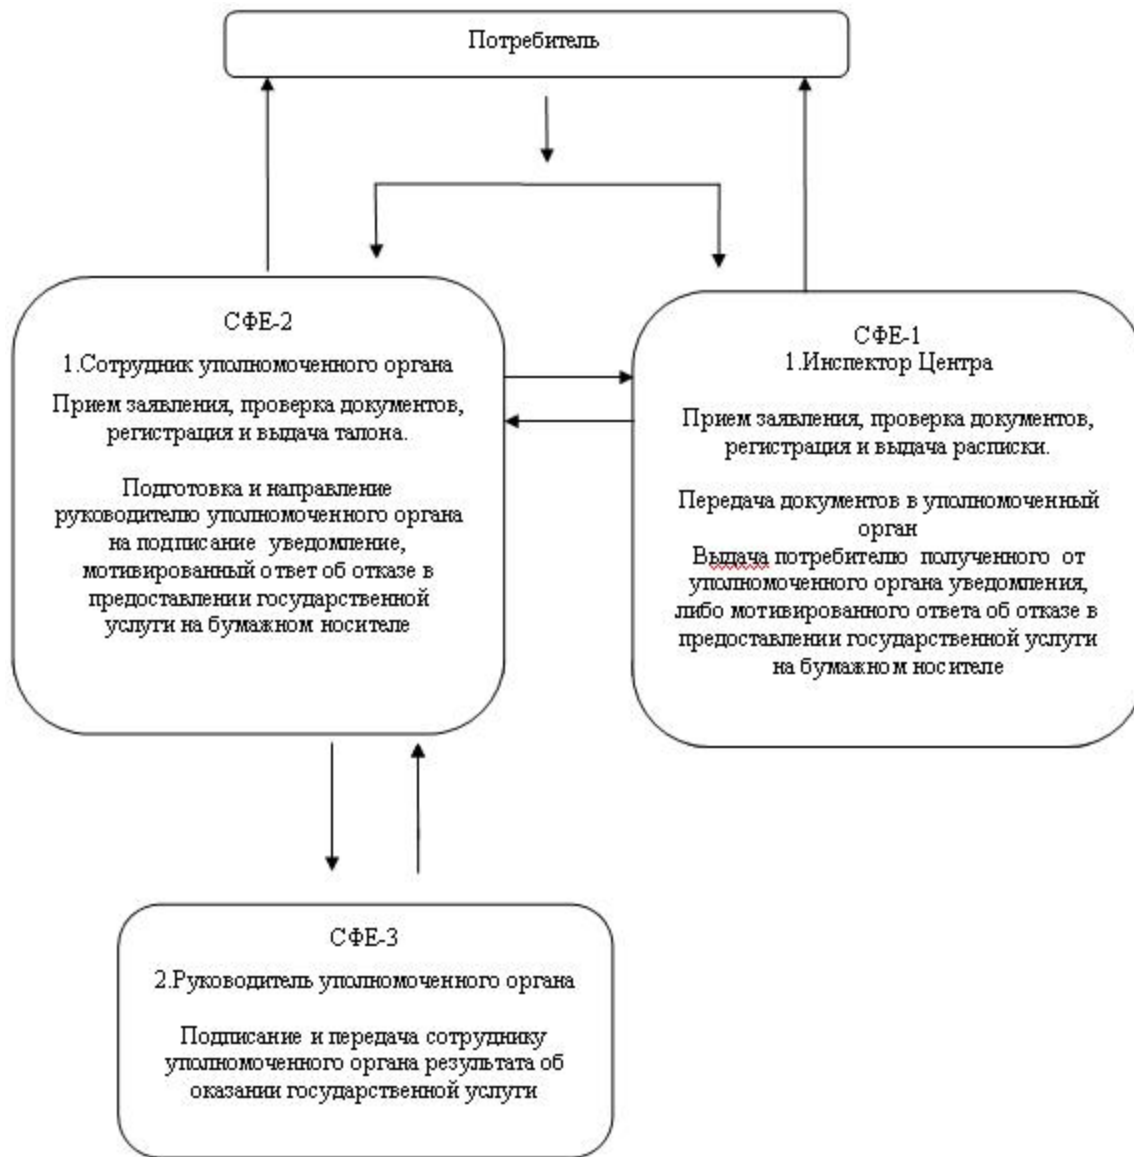 Потребитель
СФЕ-2
1.Сотрудник уполномоченного органа
Прием заявления, проверка документов,
регистрация и выдача талона.
Подготовка и направление
руководителю уполномоченного органа
на подписание уведомление,
мотивированный ответ об отказе в
предоставлении государственной
услуги на бумажном носителе
СФЕ-1
1.Инспектор Центра
Прием заявления, проверка документов,
регистрация и выдача расписки.
Передача документов в уполномоченный
орган
Выдача потребителю полученного от
уполномоченного органа уведомления,
либо мотивированного ответа об отказе в
предоставлении государственной услуги
на бумажном носителе
СФЕ-3
2.Руководитель уполномоченного органа
Подписание и передача сотруднику
уполномоченного органа результата об
оказании государственной услуги